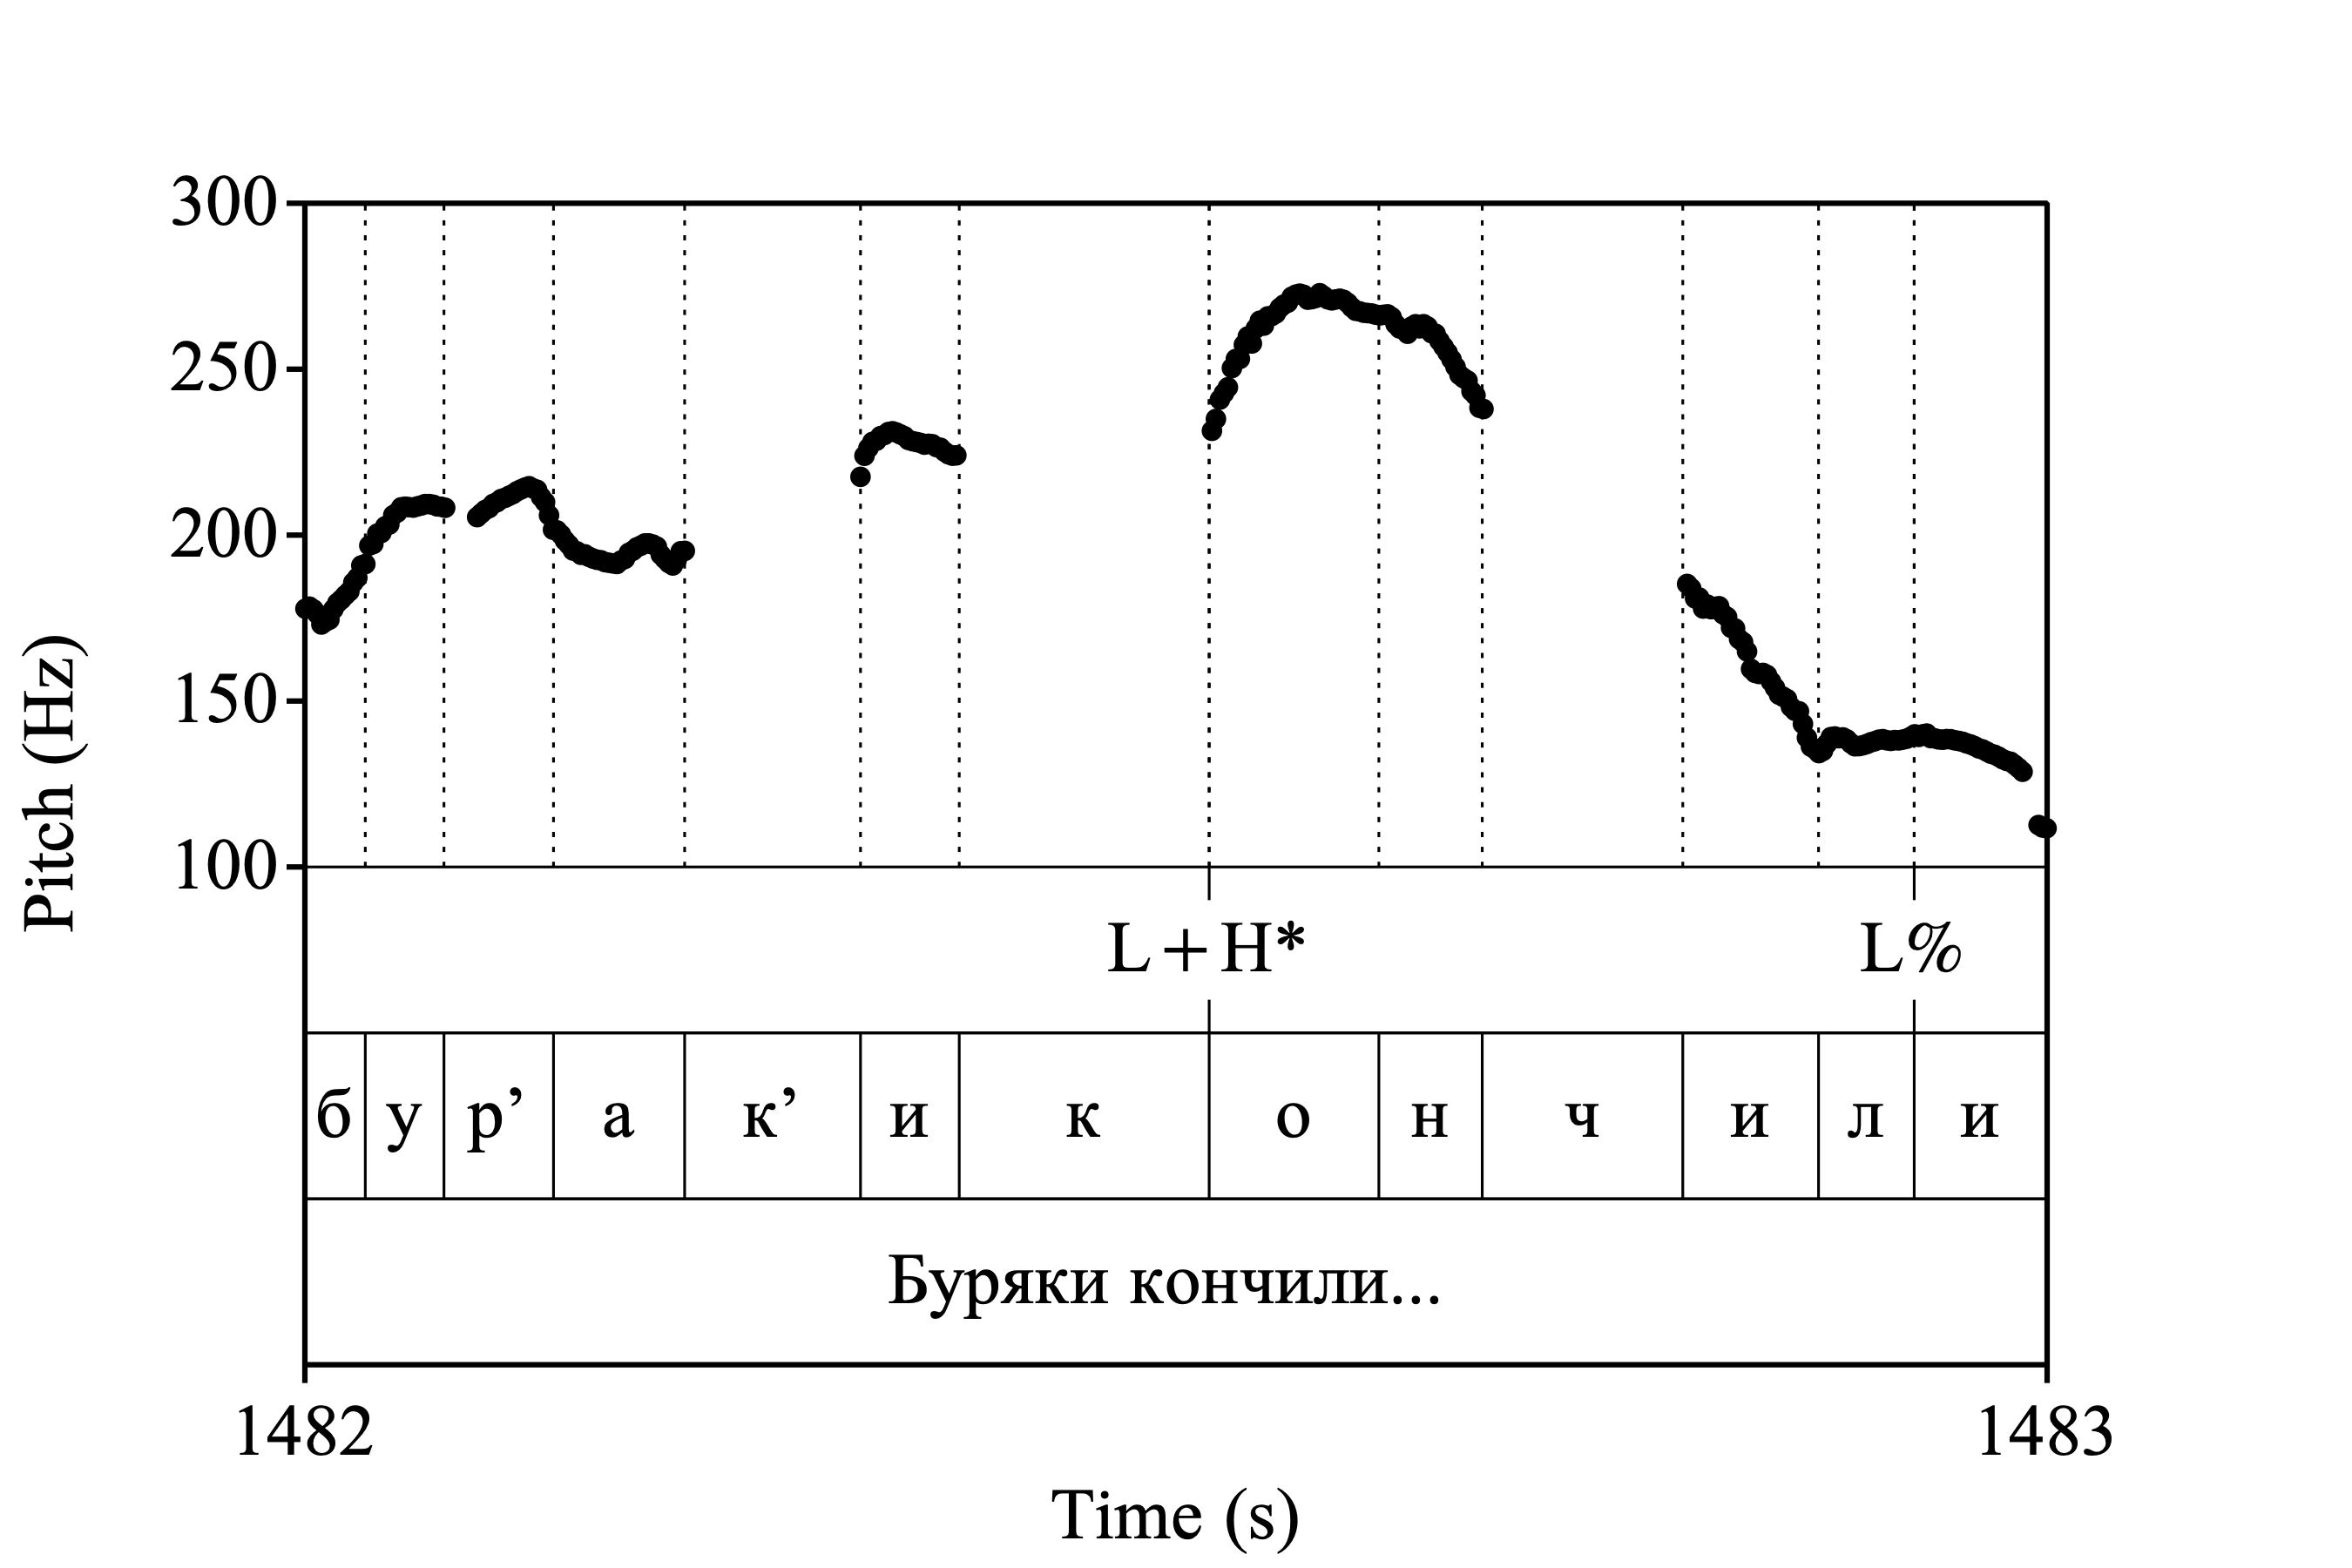 300
250
200
150
100
Pitch (Hz)
L+H* L%
б у р’ а к’ и к о н ч и л и
Буряки кончили...
1482 1483
Time (s)